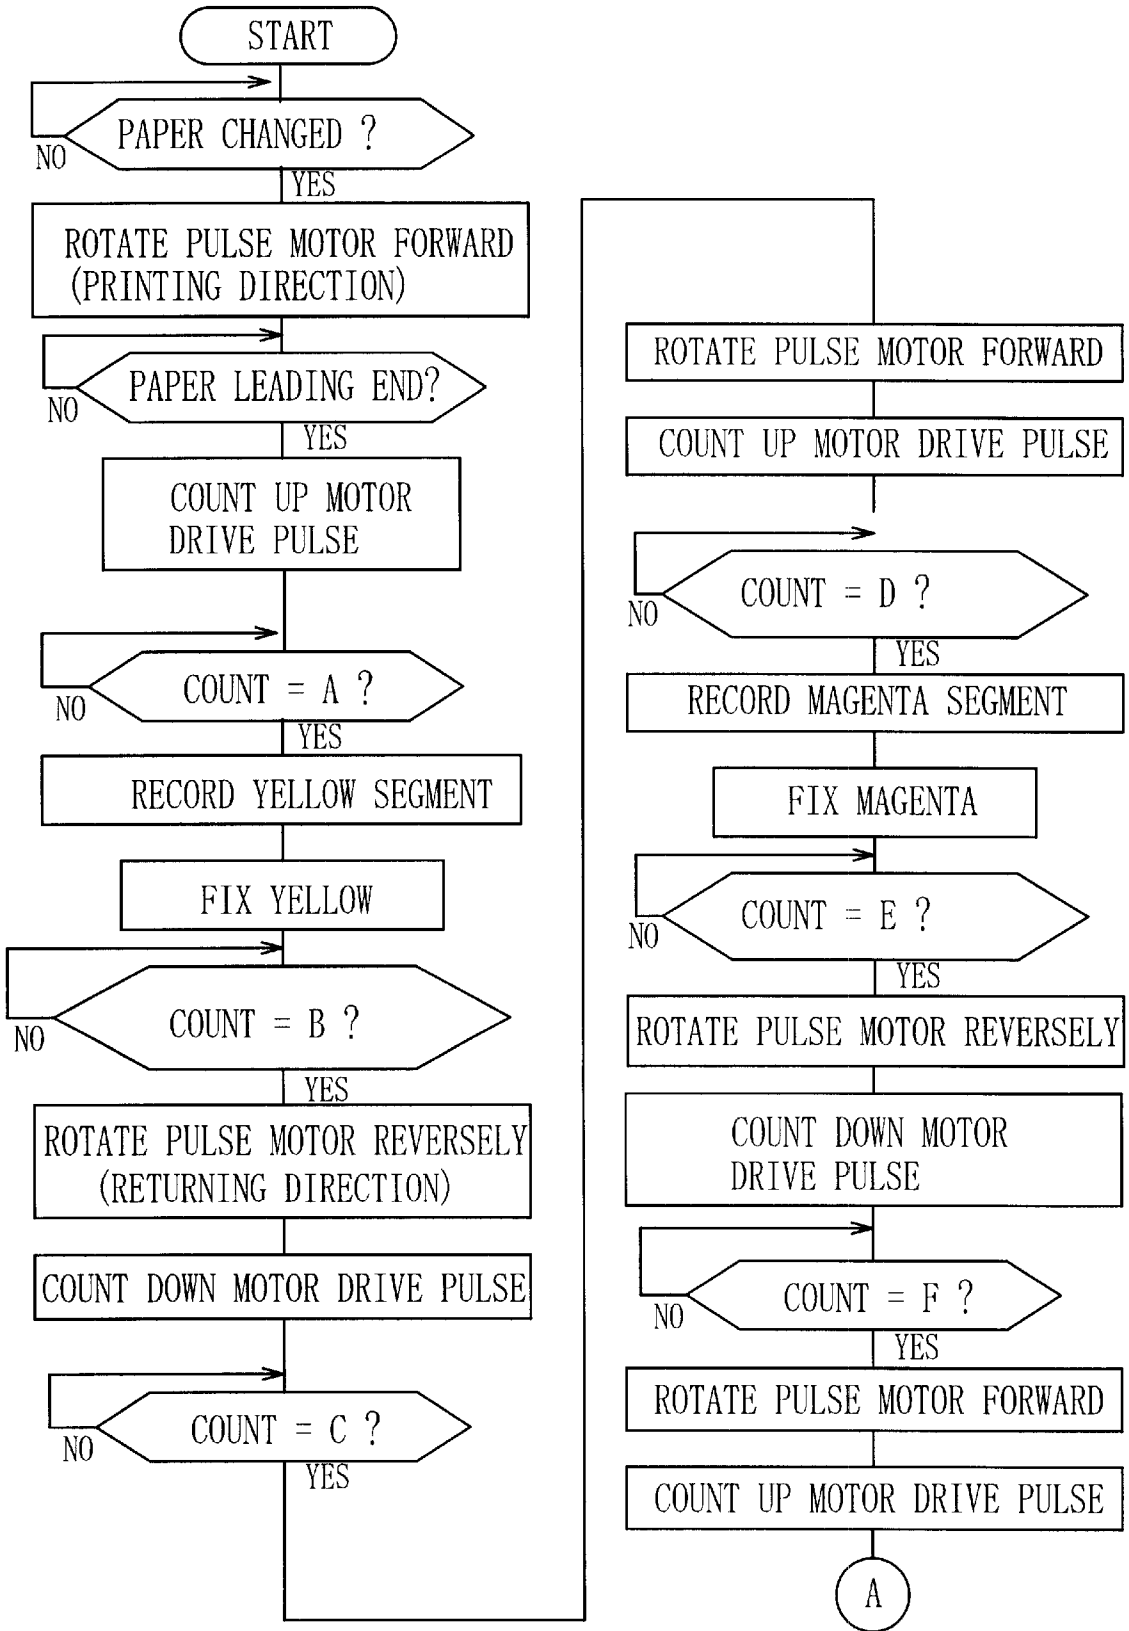 START
PAPER CHANGED ?
NO
YES
ROTATE PULSE MOTOR FORWARD
(PRINTING DIRECTION)
PAPER LEADING END?
NO
YES
COUNT UP MOTOR
DRIVE PULSE
COUNT = A ?
NO
YES
RECORD YELLOW SEGMENT
FIX YELLOW
COUNT = B ?
NO
YES
ROTATE PULSE MOTOR REVERSELY
(RETURNING DIRECTION)
COUNT DOWN MOTOR DRIVE PULSE
COUNT = C ?
NO
YES
ROTATE PULSE MOTOR FORWARD
COUNT UP MOTOR DRIVE PULSE
COUNT = D ?
NO
YES
RECORD MAGENTA SEGMENT
FIX MAGENTA
COUNT = E ?
NO
YES
ROTATE PULSE MOTOR REVERSELY
COUNT DOWN MOTOR
DRIVE PULSE
COUNT = F ?
NO
YES
ROTATE PULSE MOTOR FORWARD
COUNT UP MOTOR DRIVE PULSE
A